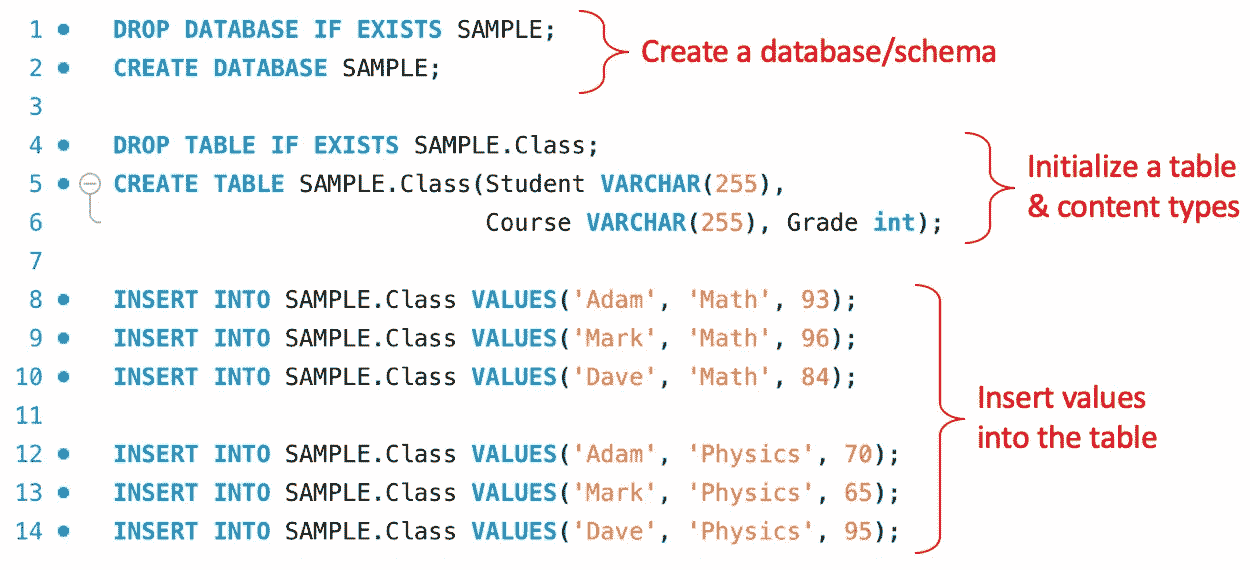 1 DROP DATABASE IF EXISTS SAMPLE;
2 CREATE DATABASE SAMPLE;
Create a database/schema
3
4 DROP TABLE IF EXISTS SAMPLE.Class;
5 CREATE TABLE SAMPLE.Class(Student VARCHAR(255),
6 Course VARCHAR(255), Grade int);
Initialize a table
& content types
7
8 INSERT INTO SAMPLE.Class VALUES('Adam', 'Math', 93);
9 INSERT INTO SAMPLE.Class VALUES('Mark', 'Math', 96);
10 INSERT INTO SAMPLE.Class VALUES('Dave', 'Math', 84);
11
12 INSERT INTO SAMPLE.Class VALUES('Adam', 'Physics', 70);
13 INSERT INTO SAMPLE.Class VALUES('Mark', 'Physics', 65);
14 INSERT INTO SAMPLE.Class VALUES('Dave', 'Physics', 95);
Insert values
into the table